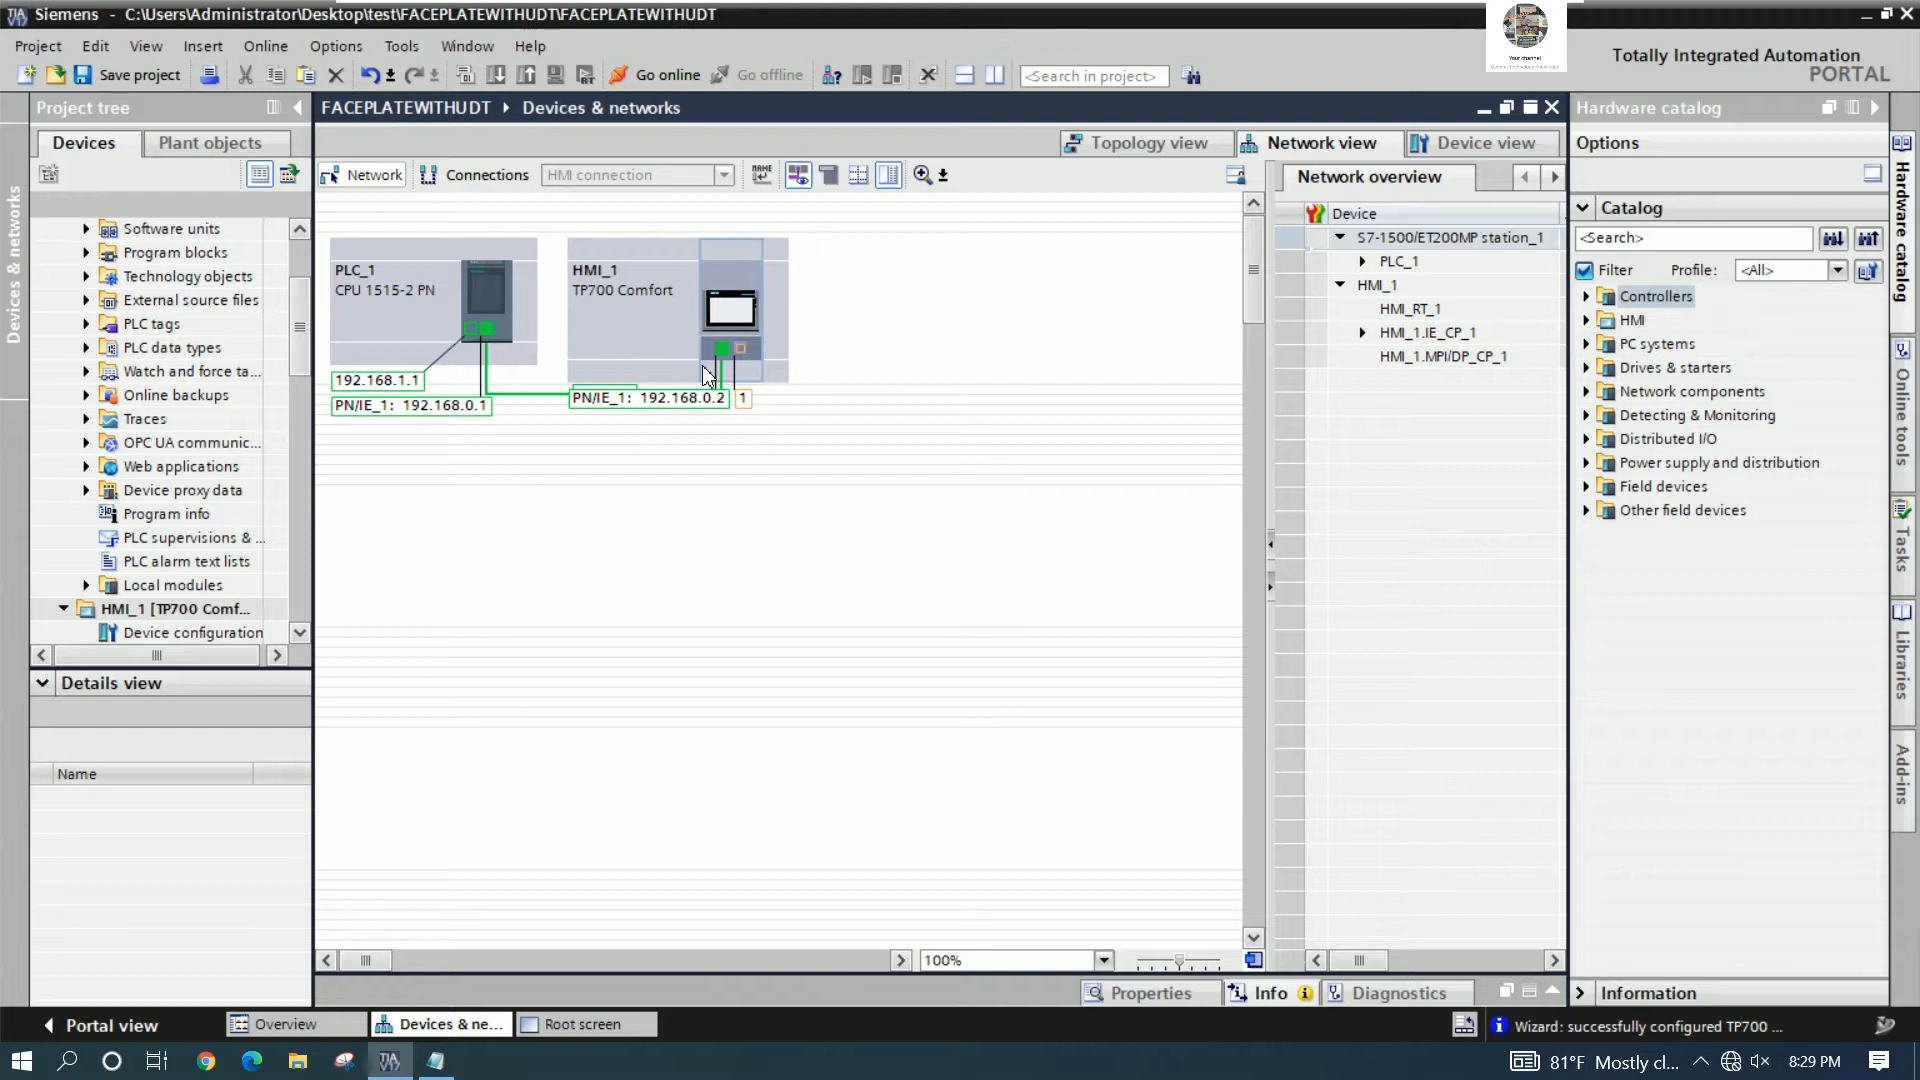 Siemens - C:\Users\Administrator\Desktop\test\FACEPLATEWITHUDT\FACEPLATEWITHUDT
Your channel
Project Edit View Insert Online Options Tools Window Help
Totally Integrated Automation
PORTAL
Save project
Go online
Go offline
<Search in project>
Project tree
FACEPLATEWITHUDT
Devices & networks
Hardware catalog
Devices
Plant objects
Topology view
Network view
Device view
Options
Network
Connections
HMI connection
Network overview
Software units
Program blocks
Technology objects
External source files
PLC tags
PLC data types
Watch and force ta...
Online backups
Traces
OPC UA communic...
Web applications
Device proxy data
Program info
PLC supervisions & ...
PLC alarm text lists
Local modules
HMI_1 [TP700 Comf...
Device configuration
Details view
Name
PLC_1
CPU 1515-2 PN
192.168.1.1
PN/IE_1: 192.168.0.1
HMI_1
TP700 Comfort
PN/IE_1: 192.168.0.2
1
100%
Device
S7-1500/ET200MP station_1
PLC_1
HMI_1
HMI_RT_1
HMI_1.IE_CP_1
HMI_1.MPI/DP_CP_1
Catalog
<Search>
Filter
Profile:
<All>
Controllers
HMI
PC systems
Drives & starters
Network components
Detecting & Monitoring
Distributed I/O
Power supply and distribution
Field devices
Other field devices
Information
Devices & networks
Hardware catalog
Online tools
Tasks
Libraries
Add-ins
Properties
Info
Diagnostics
Portal view
Overview
Devices & ne...
Root screen
Wizard: successfully configured TP700 ...
81°F Mostly cl...
8:29 PM